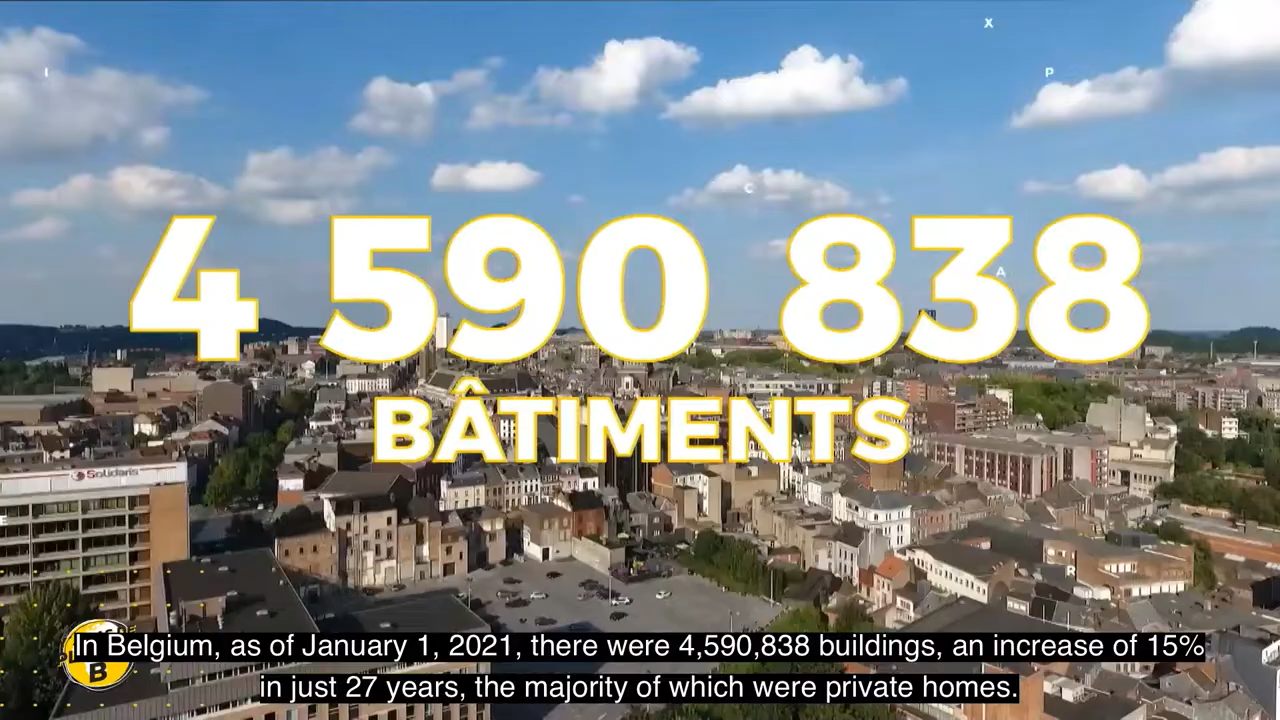 X
I
P
C
4 590 838
A
BÂTIMENTS
Solidaris
E
R
B
In Belgium, as of January 1, 2021, there were 4,590,838 buildings, an increase of 15%
in just 27 years, the majority of which were private homes.